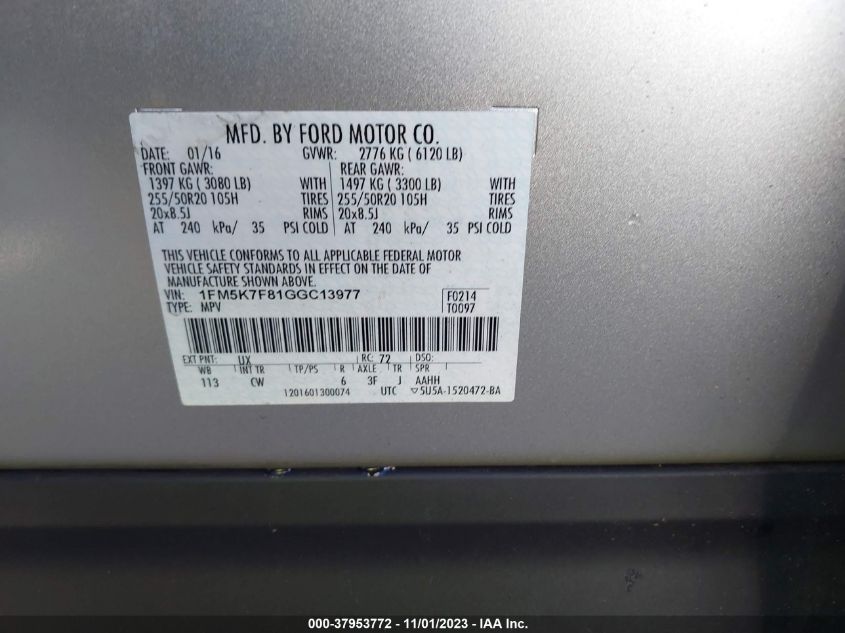 MFD. BY FORD MOTOR CO.
DATE: 01/16 GVWR: 2776 KG ( 6120 LB)
FRONT GAWR: REAR GAWR:
1397 KG ( 3080 LB) WITH 1497 KG ( 3300 LB) WITH
255/50R20 105H TIRES 255/50R20 105H TIRES
20x8.5J RIMS 20x8.5J RIMS
AT 240 kPa/ 35 PSI COLD AT 240 kPa/ 35 PSI COLD
THIS VEHICLE CONFORMS TO ALL APPLICABLE FEDERAL MOTOR
VEHICLE SAFETY STANDARDS IN EFFECT ON THE DATE OF
MANUFACTURE SHOWN ABOVE.
VIN: 1FM5K7F81GGC13977 F0214
TYPE: MPV T0097
EXT PNT: UX RC: 72 DSO:
WB INT TR TP/PS R AXLE TR SPR
113 CW 6 3F J AAHH
1201601300074 UTC ▽5U5A-1520472-BA
000-37953772 - 11/01/2023 - IAA Inc.